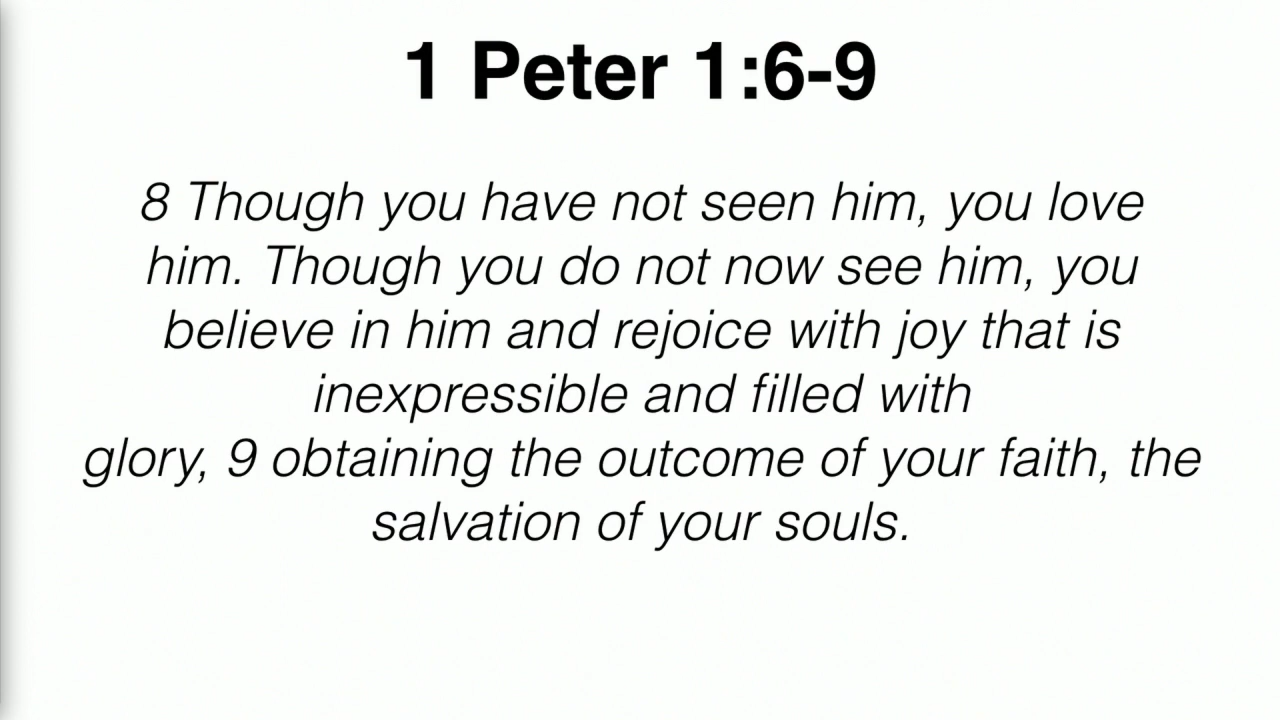 1 Peter 1:6-9
8 Though you have not seen him, you love
him. Though you do not now see him, you
believe in him and rejoice with joy that is
inexpressible and filled with
glory, 9 obtaining the outcome of your faith, the
salvation of your souls.